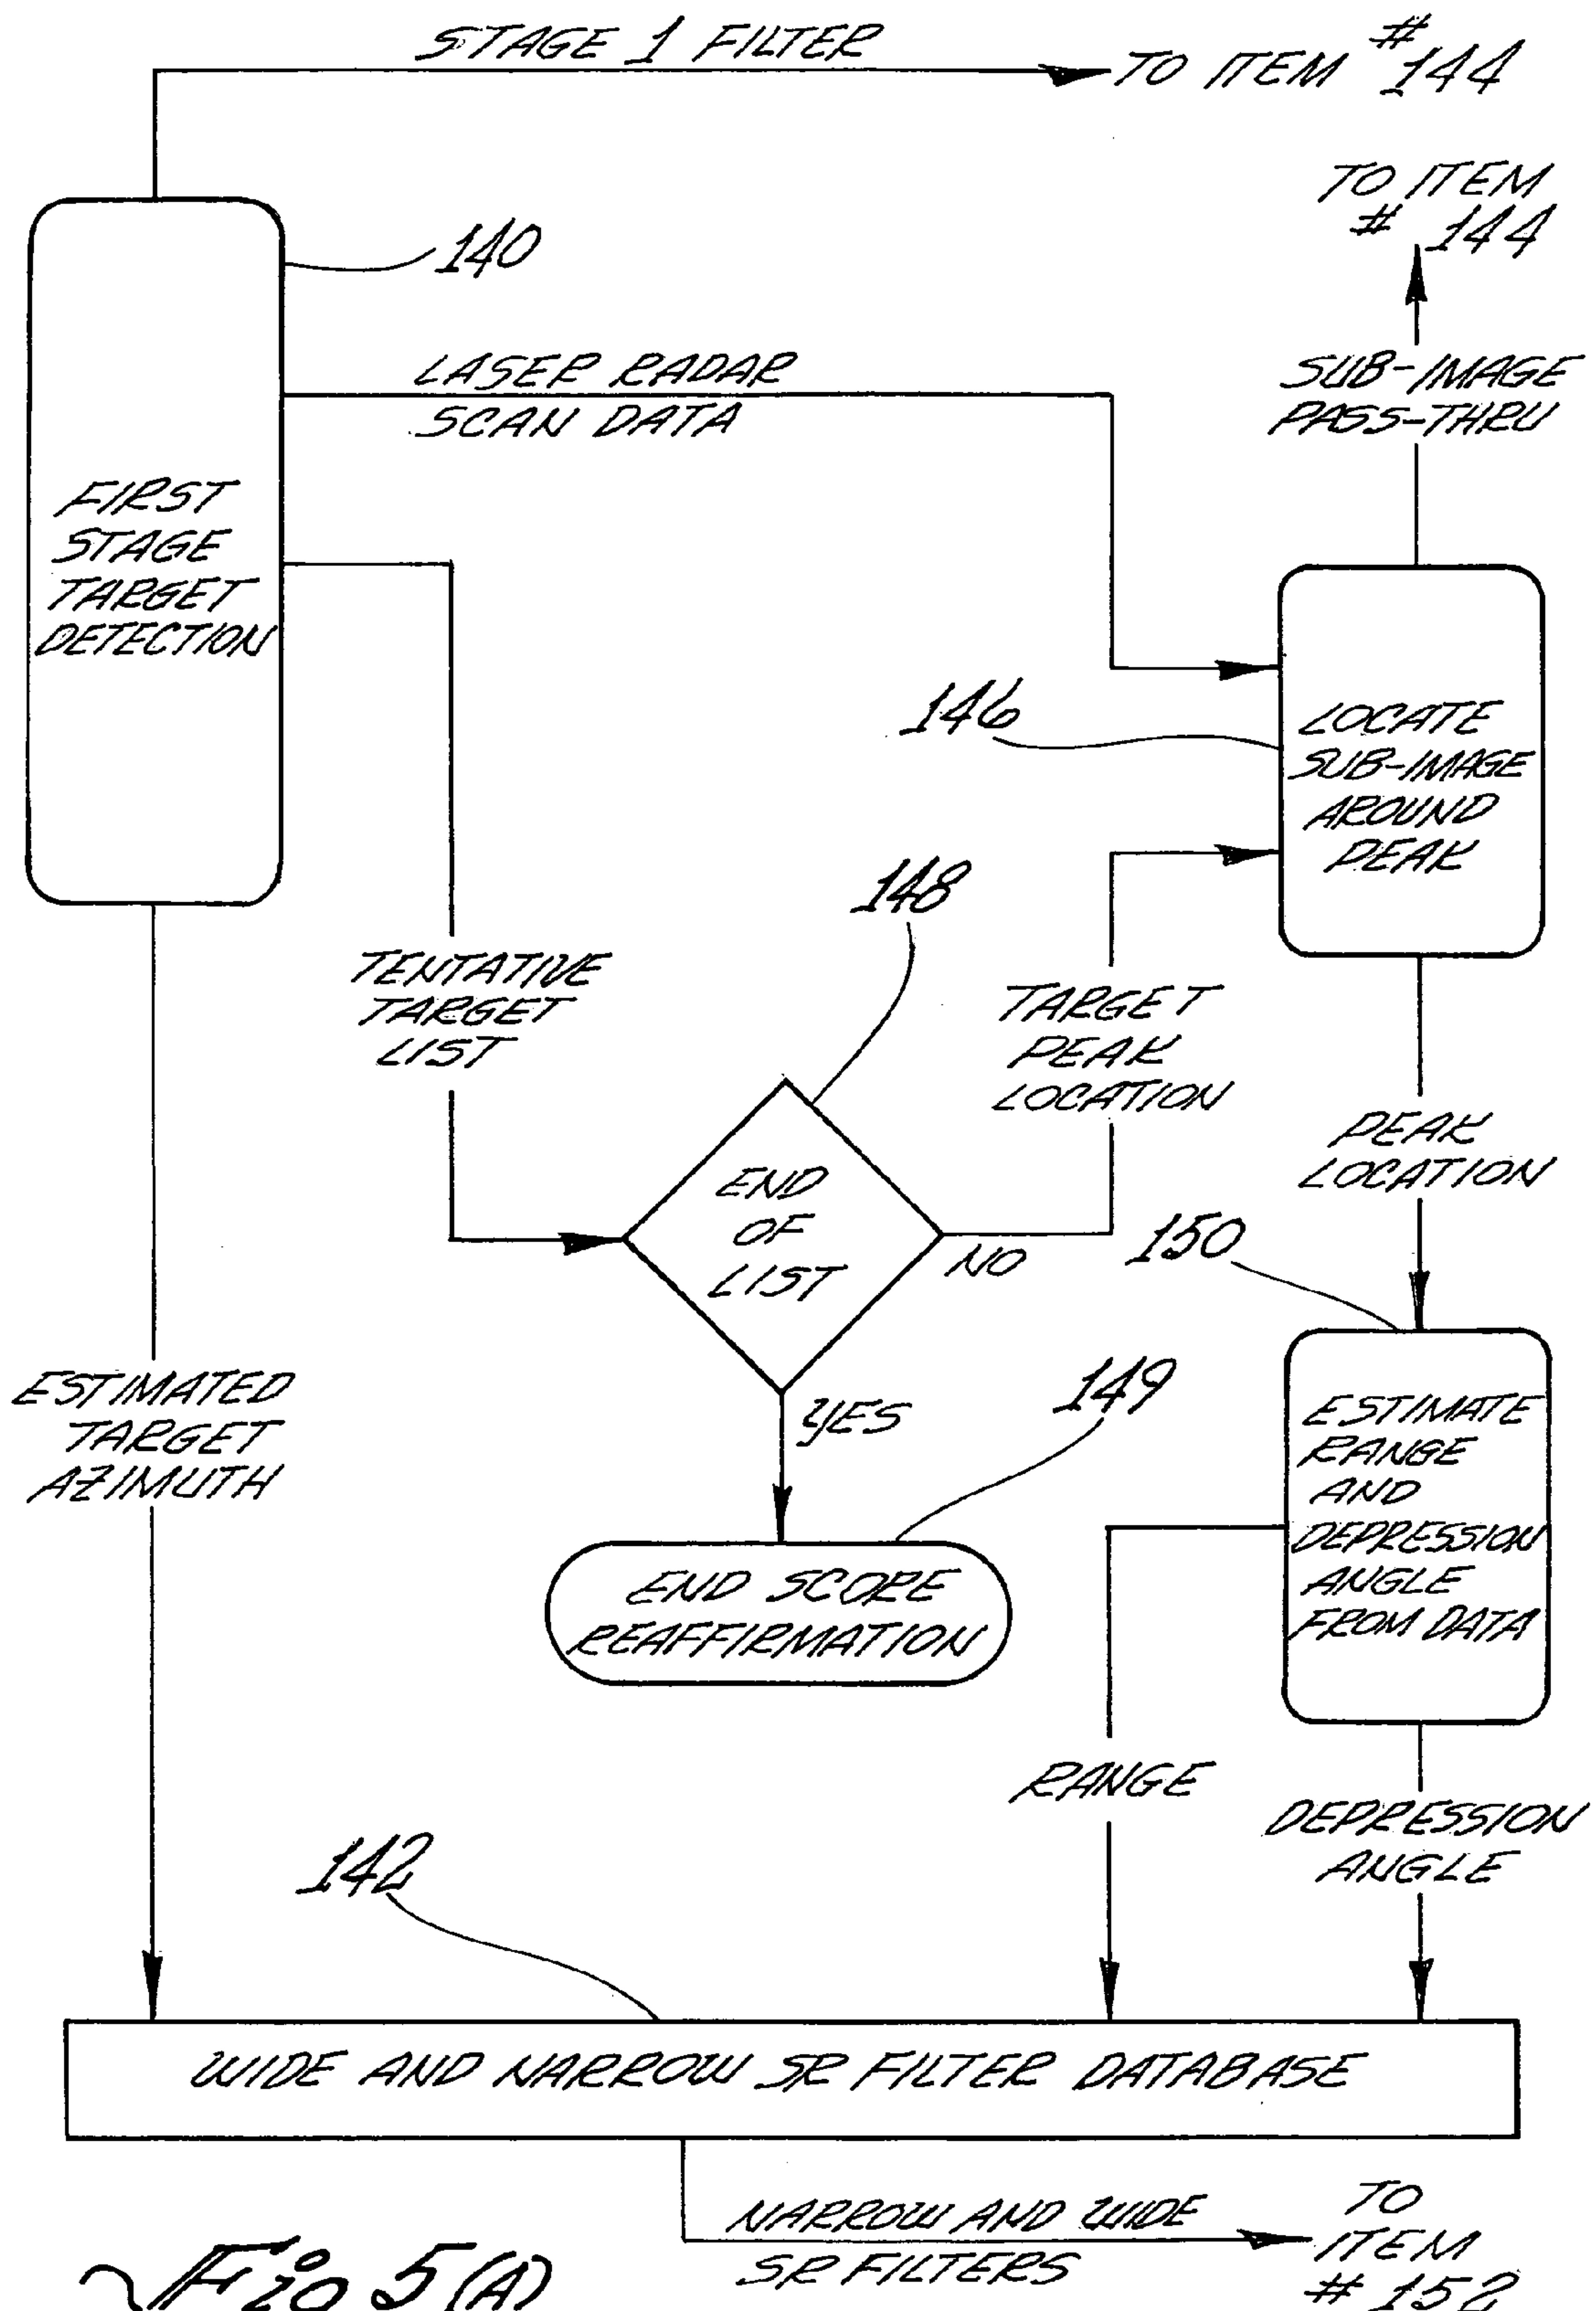 STAGE 1 FILTER
TO ITEM # 144
TO ITEM
# 144
140
LASER RADAR
SCAN DATA
SUB-IMAGE
PASS-THRU
FIRST
STAGE
TARGET
DETECTION
146
LOCATE
SUB-IMAGE
AROUND
PEAK
148
TENTATIVE
TARGET
LIST
TARGET
PEAK
LOCATION
PEAK
LOCATION
END
OF
LIST
NO
150
YES
149
ESTIMATED
TARGET
AZIMUTH
ESTIMATE
RANGE
AND
DEPRESSION
ANGLE
FROM DATA
END SCORE
REAFFIRMATION
RANGE
DEPRESSION
ANGLE
142
WIDE AND NARROW SR FILTER DATABASE
NARROW AND WIDE
SR FILTERS
TO
ITEM
# 152
Fig 5(A)